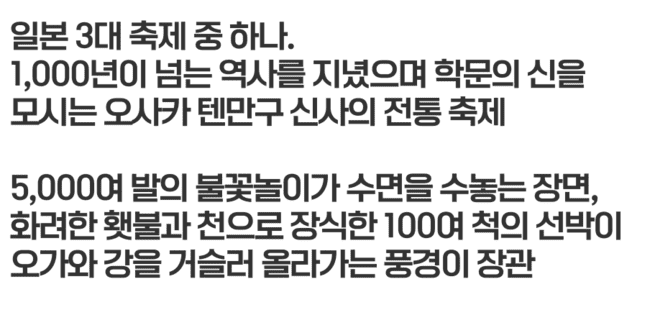 일본 3대 축제 중 하나.
1,000년이 넘는 역사를 지녔으며 학문의 신을
모시는 오사카 텐만구 신사의 전통 축제
5,000여 발의 불꽃놀이가 수면을 수놓는 장면,
화려한 횃불과 천으로 장식한 100여 척의 선박이
오가와 강을 거슬러 올라가는 풍경이 장관